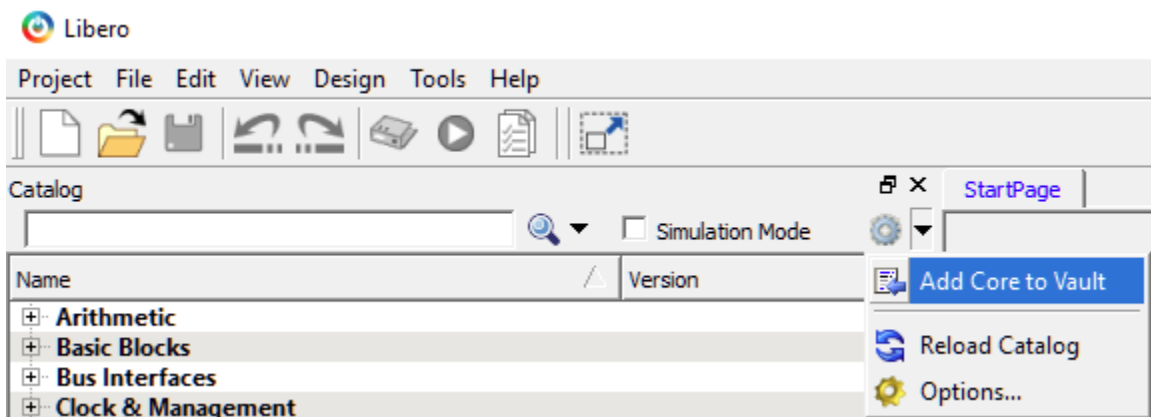 Libero
Project File Edit View Design Tools Help
Catalog
StartPage
Simulation Mode
Name Version
Add Core to Vault
Arithmetic
Basic Blocks
Reload Catalog
Bus Interfaces
Options...
Clock & Management